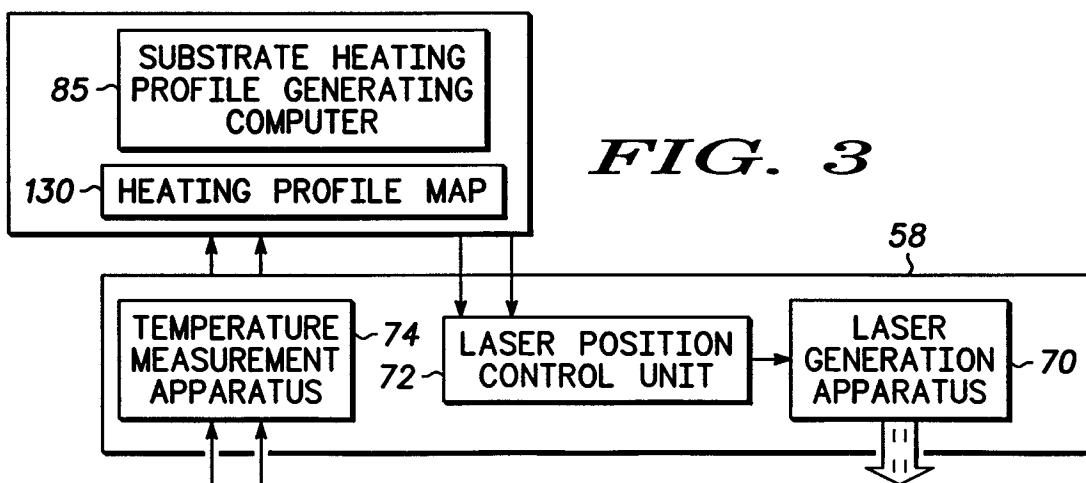 SUBSTRATE HEATING
PROFILE GENERATING
COMPUTER
85
FIG. 3
130
HEATING PROFILE MAP
58
TEMPERATURE
MEASUREMENT
APPARATUS
74
72
LASER POSITION
CONTROL UNIT
LASER
GENERATION
APPARATUS
70